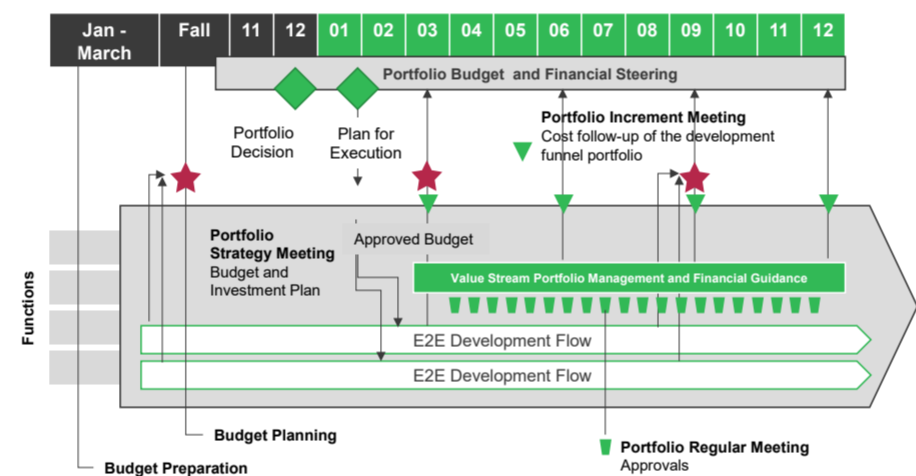 Jan -
March
Fall
11
12
01
02
03
04
05
06
07
08
09
10
11
12
Portfolio Budget and Financial Steering
Portfolio
Decision
Plan for
Execution
Portfolio Increment Meeting
Cost follow-up of the development
funnel portfolio
Portfolio
Strategy Meeting
Budget and
Investment Plan
Approved Budget
Value Stream Portfolio Management and Financial Guidance
Functions
E2E Development Flow
E2E Development Flow
Budget Planning
Budget Preparation
Portfolio Regular Meeting
Approvals